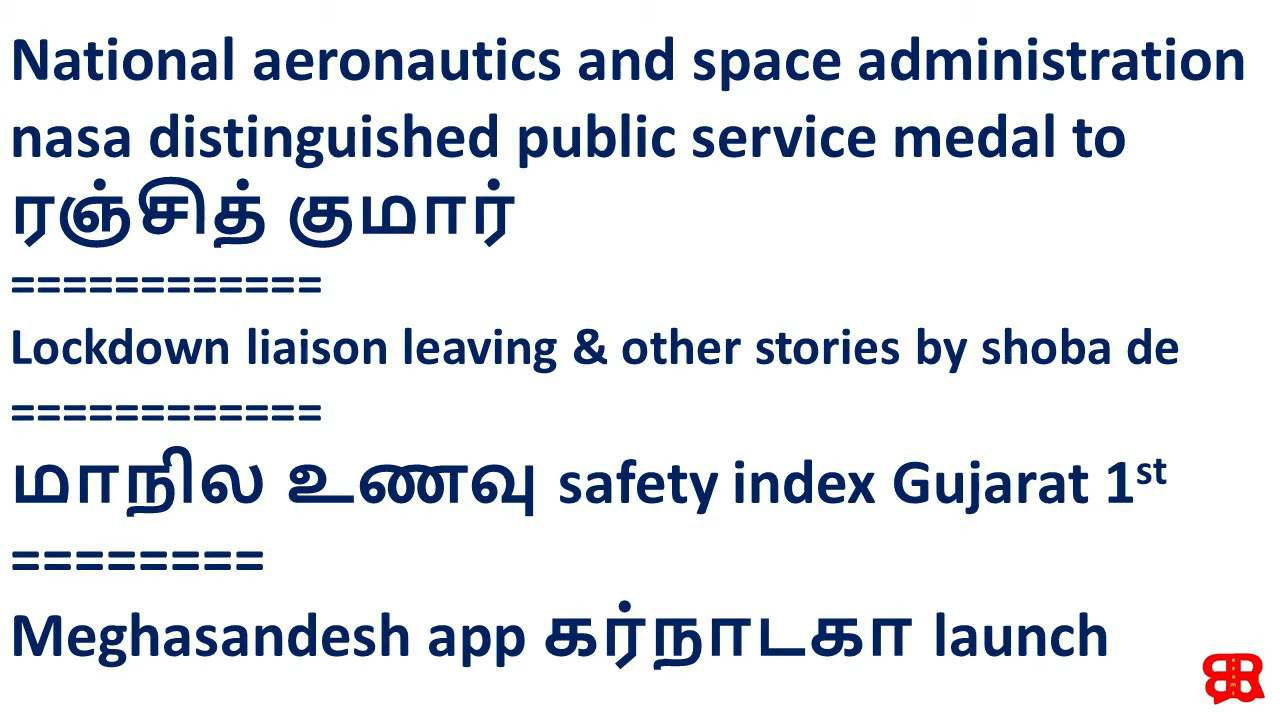 National aeronautics and space administration
nasa distinguished public service medal to
ரஞ்சித் குமார்
============
Lockdown liaison leaving & other stories by shoba de
============
மாநில உணவு safety index Gujarat 1st
========
Meghasandesh app கர்நாடகா launch